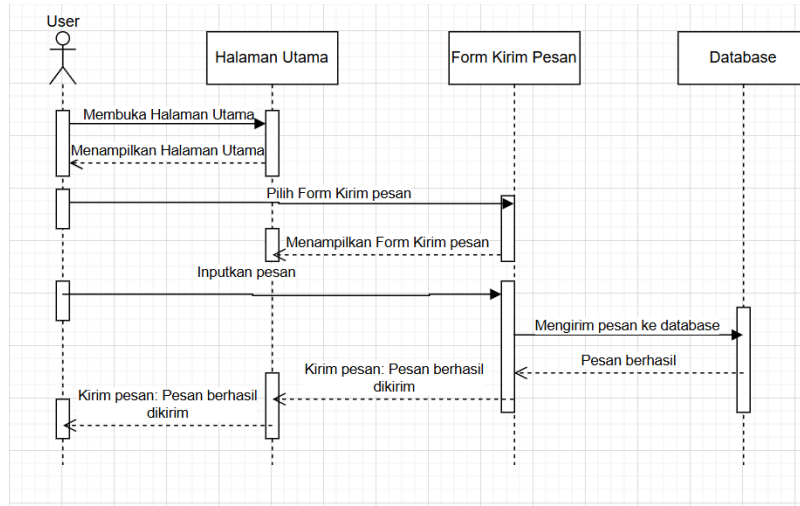 User
Halaman Utama
Form Kirim Pesan
Database
Membuka Halaman Utama
Menampilkan Halaman Utama
Pilih Form Kirim pesan
Menampilkan Form Kirim pesan
Inputkan pesan
Mengirim pesan ke database
Pesan berhasil
Kirim pesan: Pesan berhasil
dikirim
Kirim pesan: Pesan berhasil
dikirim